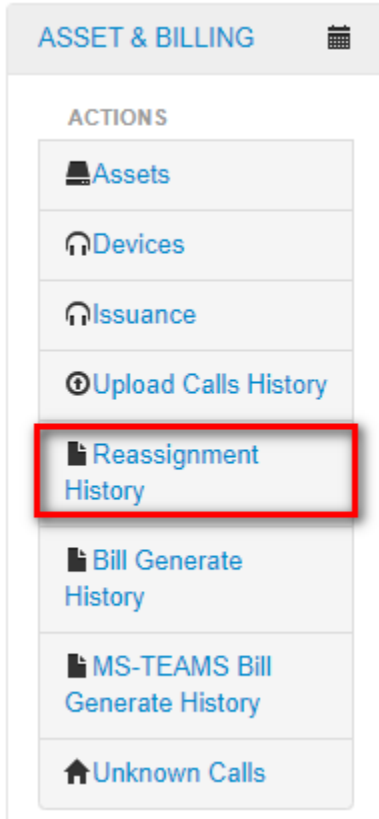 ASSET & BILLING
ACTIONS
Assets
Devices
Issuance
Upload Calls History
Reassignment
History
Bill Generate
History
MS-TEAMS Bill
Generate History
Unknown Calls